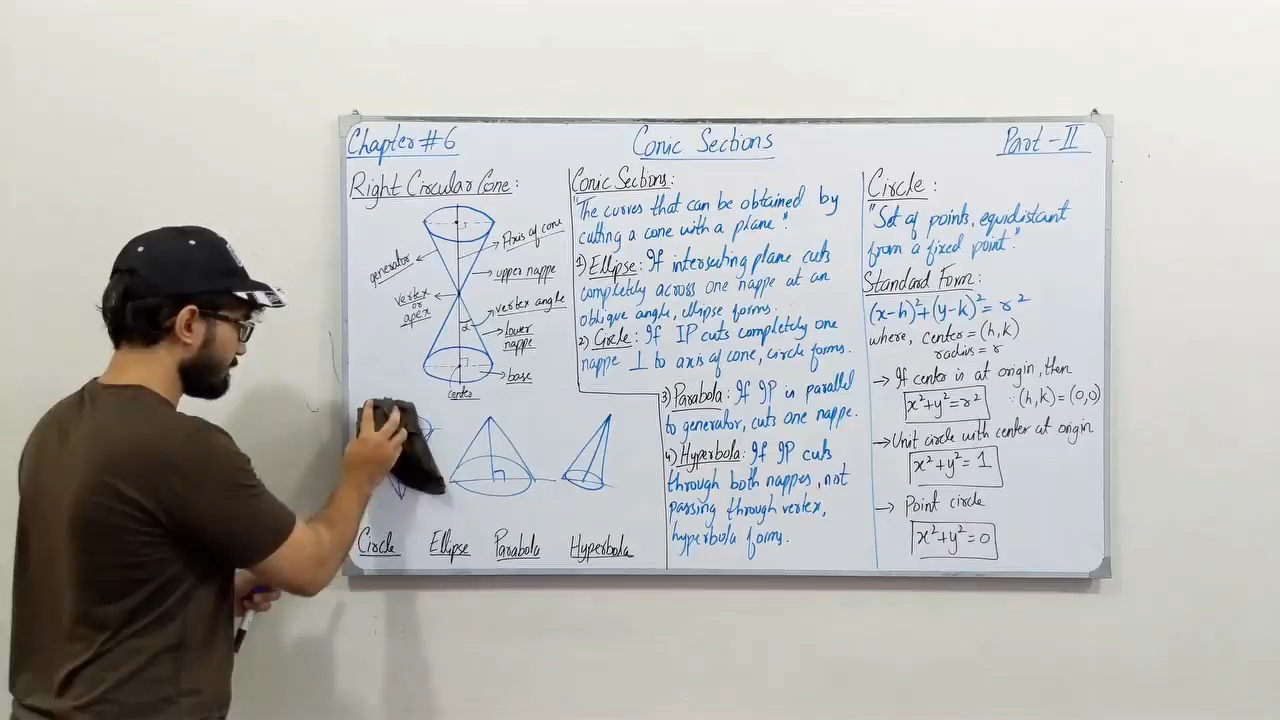 Chapter #6
Conic Sections
Part - II
Right Circular Cone:
r
Axis of cone
generator
upper nappe
vertex
or
apex
vertex angle
α
lower
nappe
base
center
Circle
Ellipse
Parabola
Hyperbola
Conic Sections:
"The curves that can be obtained by
cutting a cone with a plane".
1) Ellipse: If intersecting plane cuts
completely across one nappe at an
oblique angle, ellipse forms.
2) Circle: If IP cuts completely one
nappe ⊥ to axis of cone, circle forms.
3) Parabola: If IP is parallel
to generator, cuts one nappe.
4) Hyperbola: If IP cuts
through both nappes, not
passing through vertex,
hyperbola forms.
Circle:
"Set of points, equidistant
from a fixed point."
Standard Form:
(x-h)²+(y-k)² = r²
where, center = (h,k)
radius = r
→ If center is at origin, then
x²+y²=r² ∵(h,k)=(0,0)
→ Unit circle with center at origin
x²+y²=1
→ Point circle
x²+y²=0